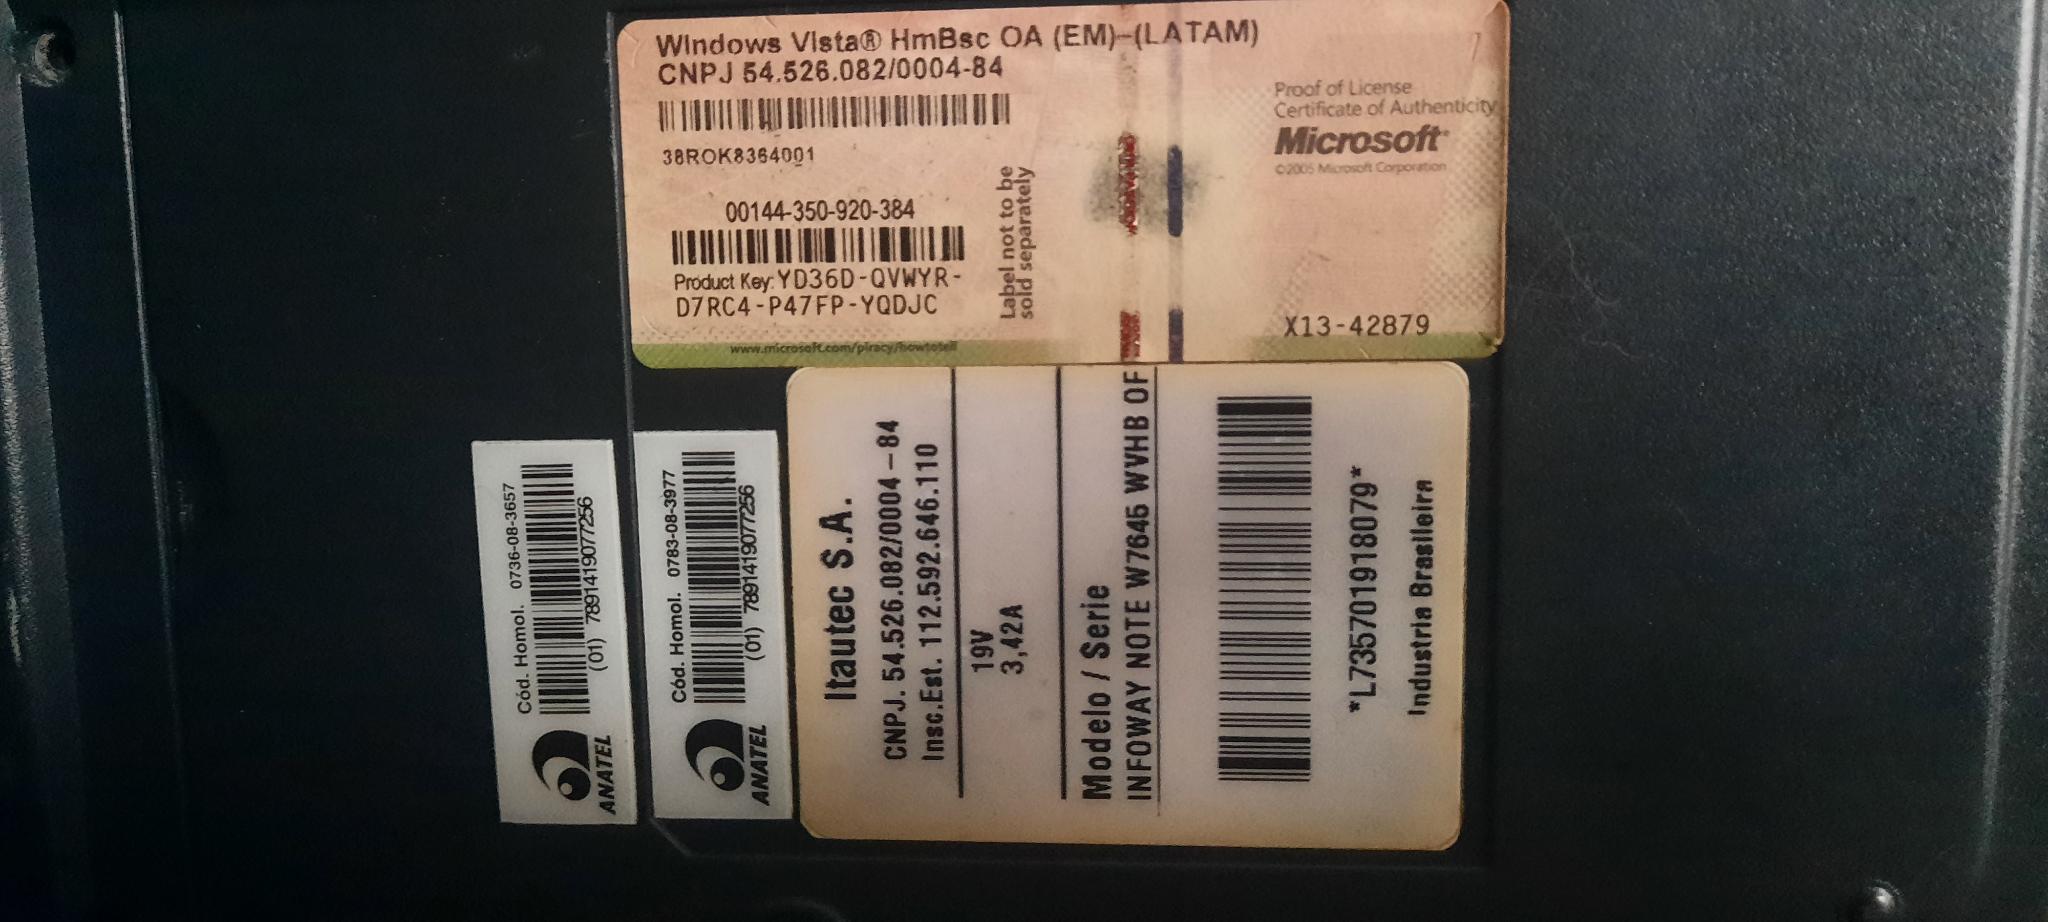 Windows Vista® HmBsc OA (EM)-(LATAM)
CNPJ 54.526.082/0004-84
38ROK8364001
00144-350-920-384
Product Key: YD36D-QVWYR-
D7RC4-P47FP-YQDJC
www.microsoft.com/piracy/howtotell
Label not to be
sold separately
Proof of License
Certificate of Authenticity
Microsoft®
©2005 Microsoft Corporation
X13-42879
Cód. Homol. 0736-08-3657
(01) 7891419077256
ANATEL
Cód. Homol. 0783-08-3977
(01) 7891419077256
ANATEL
Itautec S.A.
CNPJ. 54.526.082/0004-84
Insc.Est. 112.592.646.110
19V
3,42A
Modelo / Serie
INFOWAY NOTE W7645 WVHB OF
*L735701918079*
Industria Brasileira